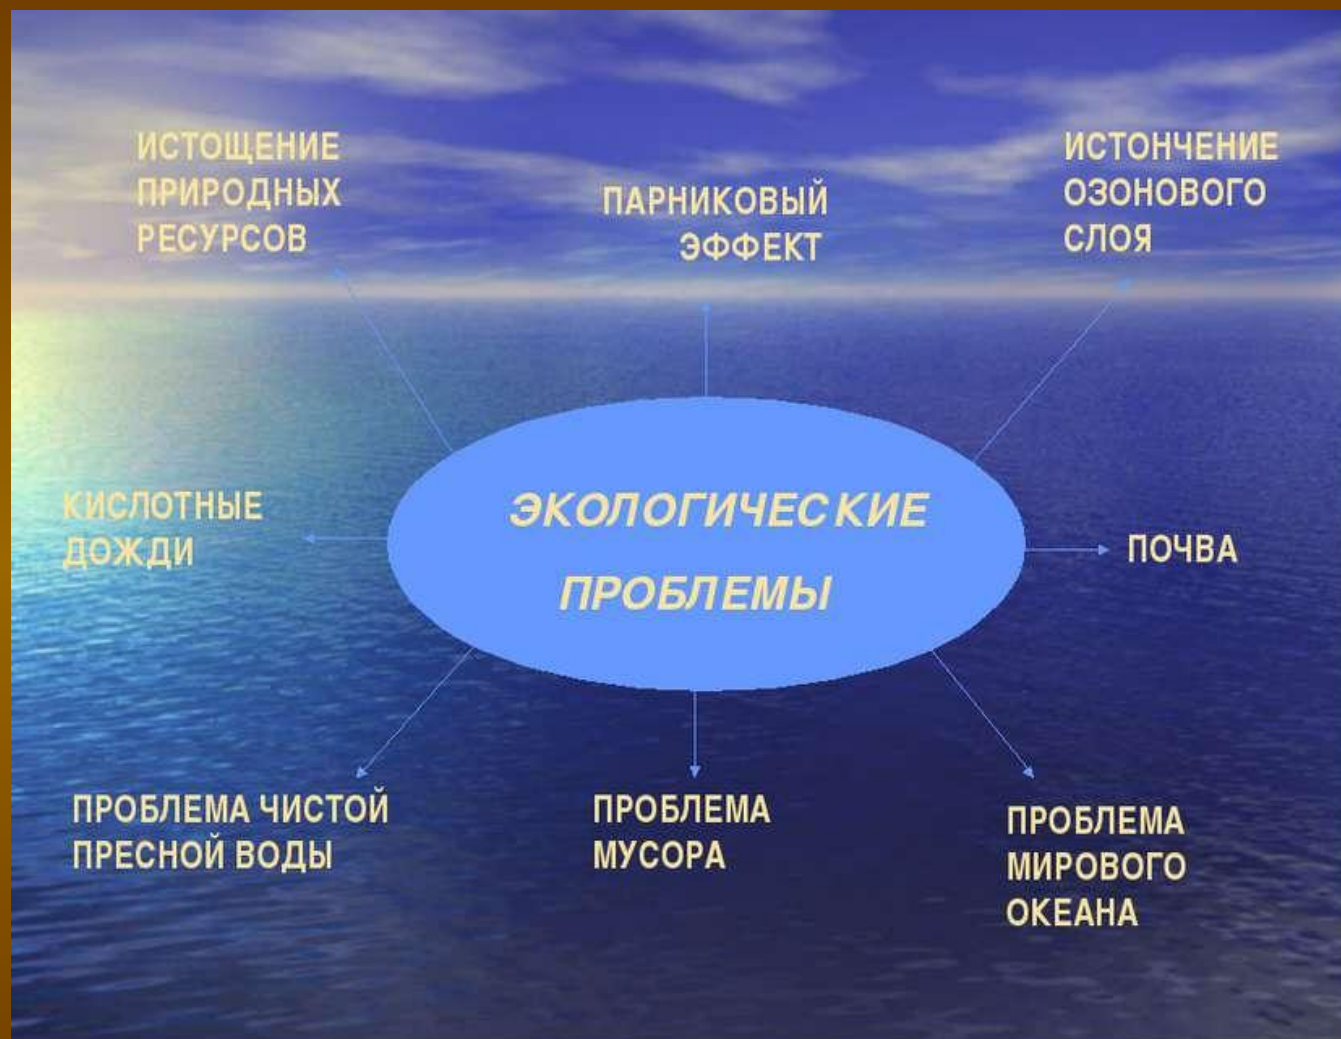 ИСТОЩЕНИЕ
ПРИРОДНЫХ
РЕСУРСОВ
ПАРНИКОВЫЙ
ЭФФЕКТ
ИСТОНЧЕНИЕ
ОЗОНОВОГО
СЛОЯ
КИСЛОТНЫЕ
ДОЖДИ
ЭКОЛОГИЧЕСКИЕ
ПРОБЛЕМЫ
ПОЧВА
ПРОБЛЕМА ЧИСТОЙ
ПРЕСНОЙ ВОДЫ
ПРОБЛЕМА
МУСОРА
ПРОБЛЕМА
МИРОВОГО
ОКЕАНА